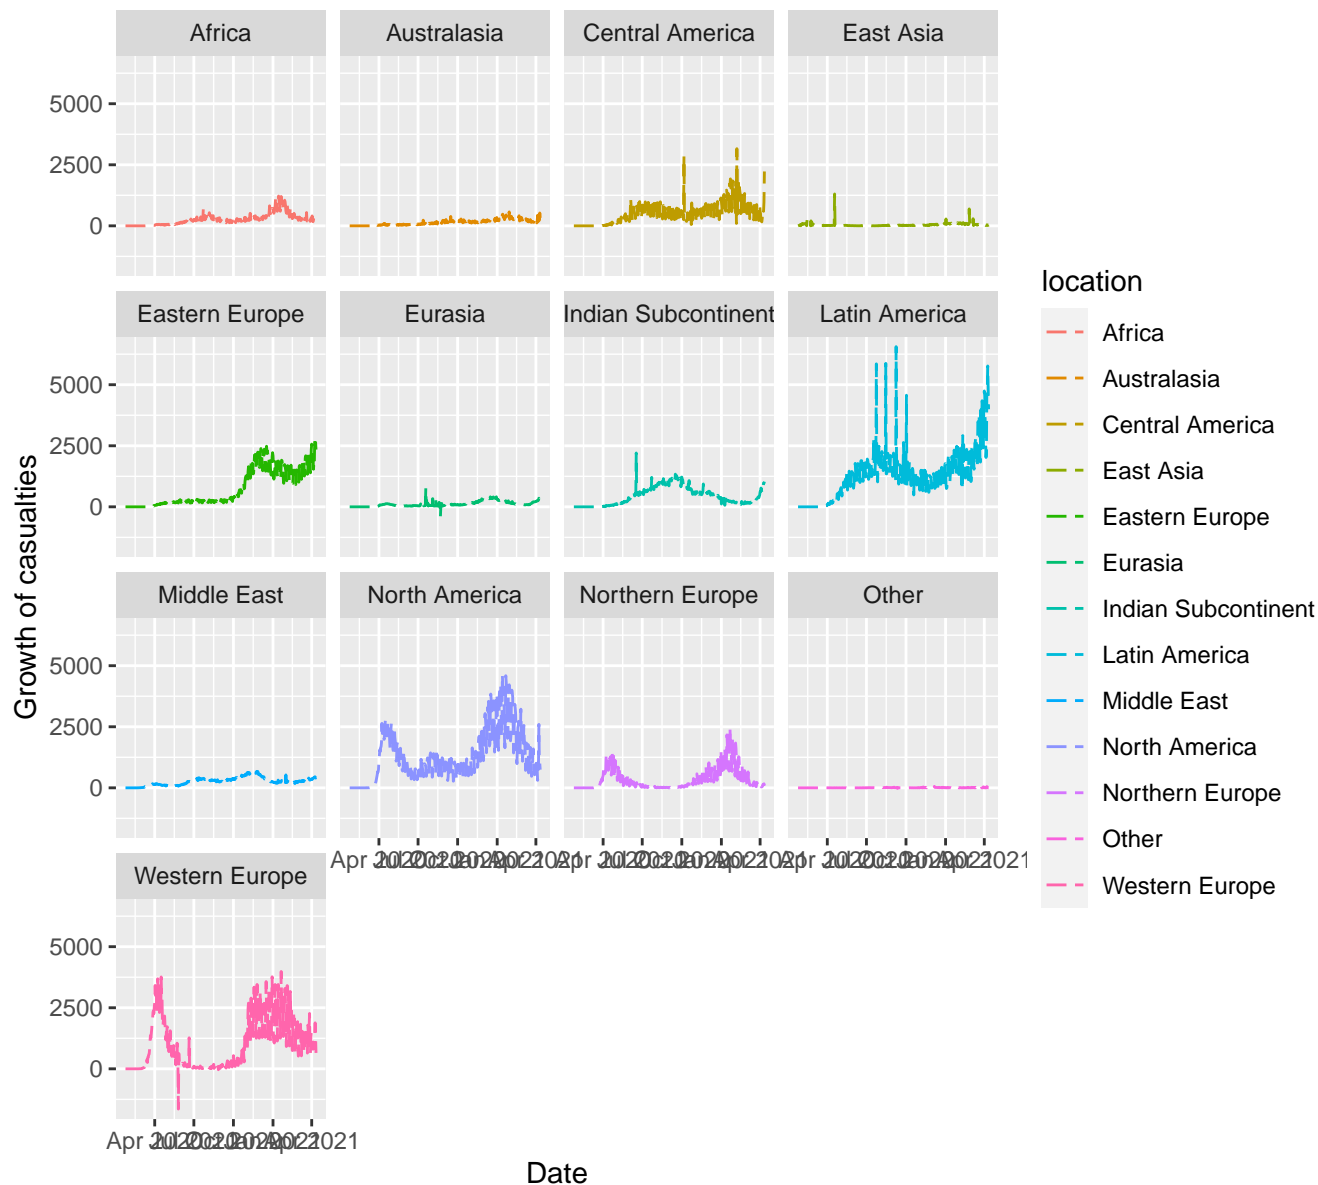 Africa
Australasia
Central America
East Asia
5000
2500
0
Eastern Europe
Eurasia
Indian Subcontinent
Latin America
5000
2500
0
Middle East
North America
Northern Europe
Other
5000
2500
0
Western Europe
5000
2500
0
Apr 2021
Growth of casualties
Date
location
Africa
Australasia
Central America
East Asia
Eastern Europe
Eurasia
Indian Subcontinent
Latin America
Middle East
North America
Northern Europe
Other
Western Europe